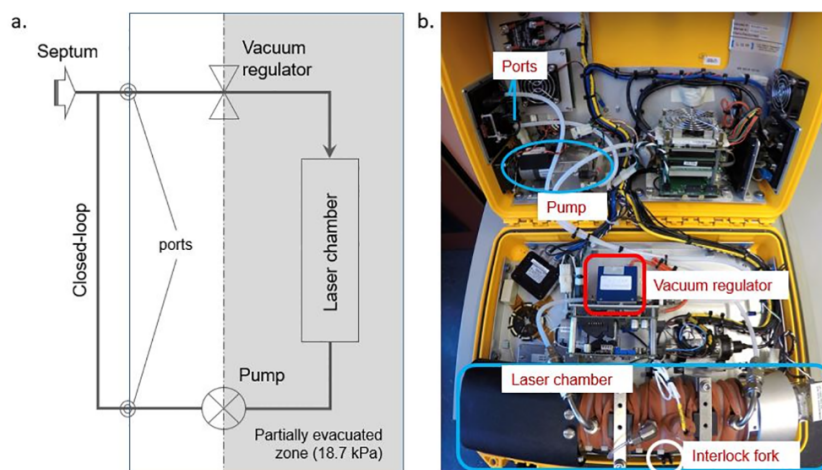 a.
Septum
Vacuum
regulator
Closed-loop
ports
Laser chamber
Pump
Partially evacuated
zone (18.7 kPa)
b.
Ports
Pump
Vacuum regulator
Laser chamber
Interlock fork